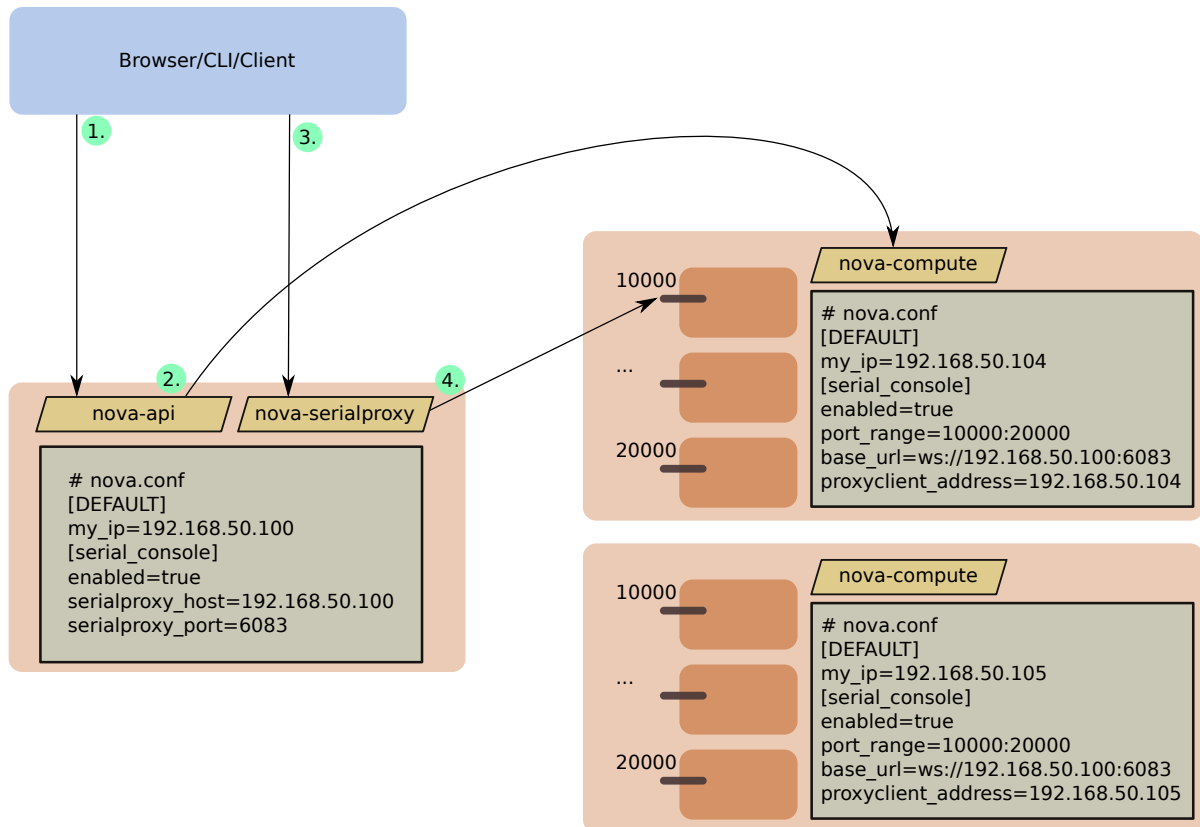 Browser/CLI/Client
1.
3.
2.
4.
nova-api
nova-serialproxy
# nova.conf
[DEFAULT]
my_ip=192.168.50.100
[serial_console]
enabled=true
serialproxy_host=192.168.50.100
serialproxy_port=6083
nova-compute
10000
...
20000
# nova.conf
[DEFAULT]
my_ip=192.168.50.104
[serial_console]
enabled=true
port_range=10000:20000
base_url=ws://192.168.50.100:6083
proxyclient_address=192.168.50.104
nova-compute
10000
...
20000
# nova.conf
[DEFAULT]
my_ip=192.168.50.105
[serial_console]
enabled=true
port_range=10000:20000
base_url=ws://192.168.50.100:6083
proxyclient_address=192.168.50.105